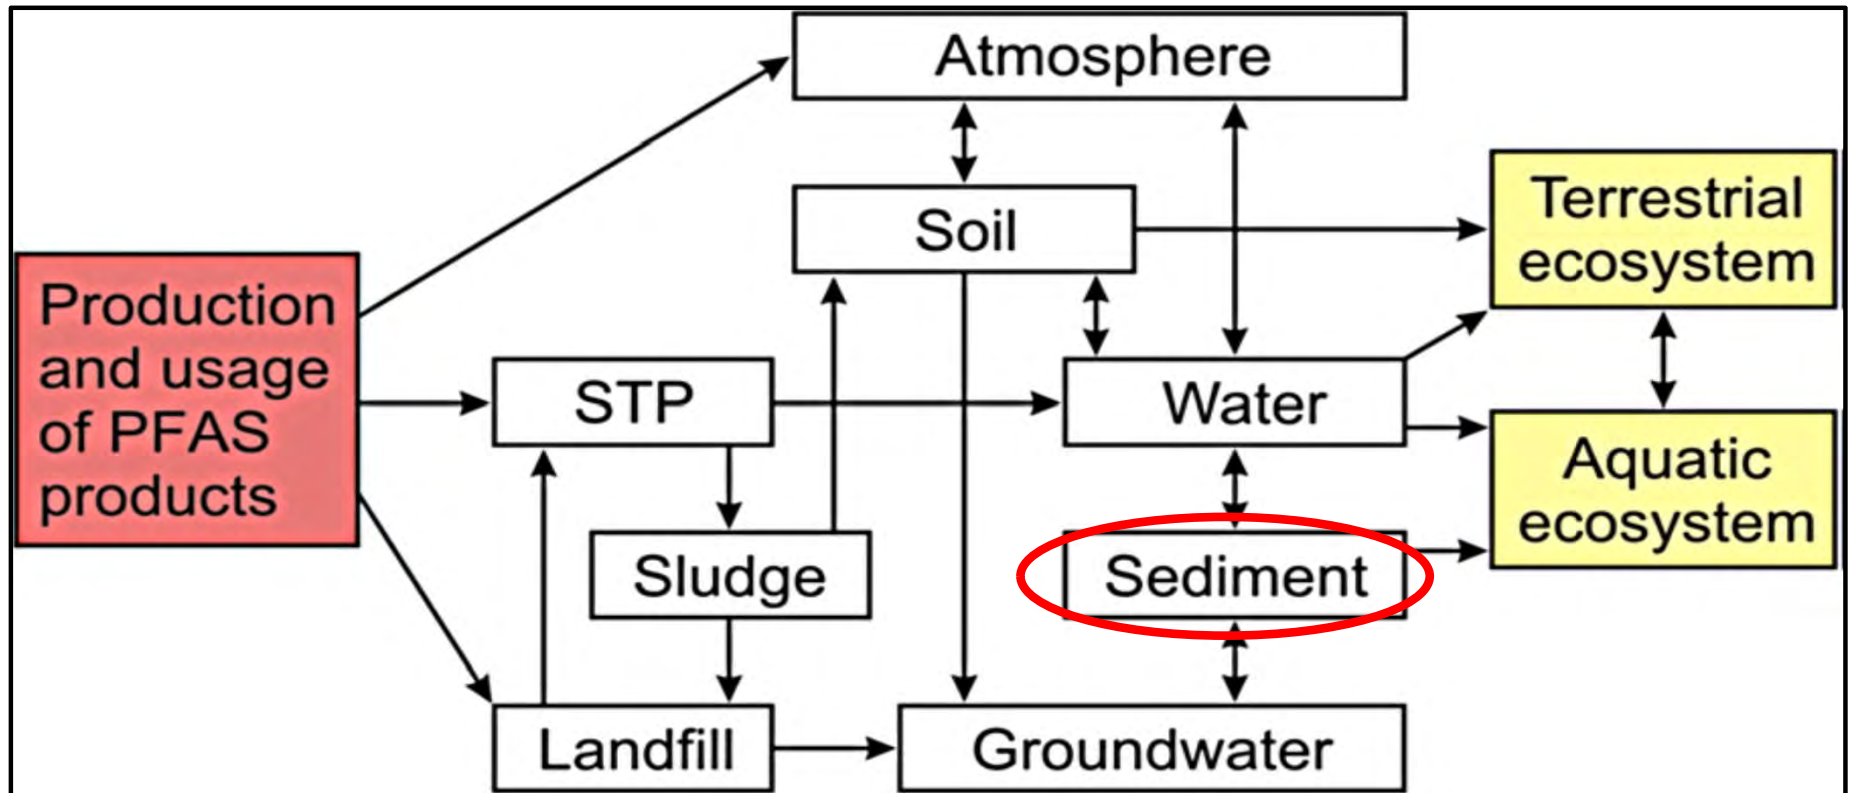 Atmosphere
Soil
Terrestrial
ecosystem
Production
and usage
of PFAS
products
STP
Water
Aquatic
ecosystem
Sludge
Sediment
Landfill
Groundwater